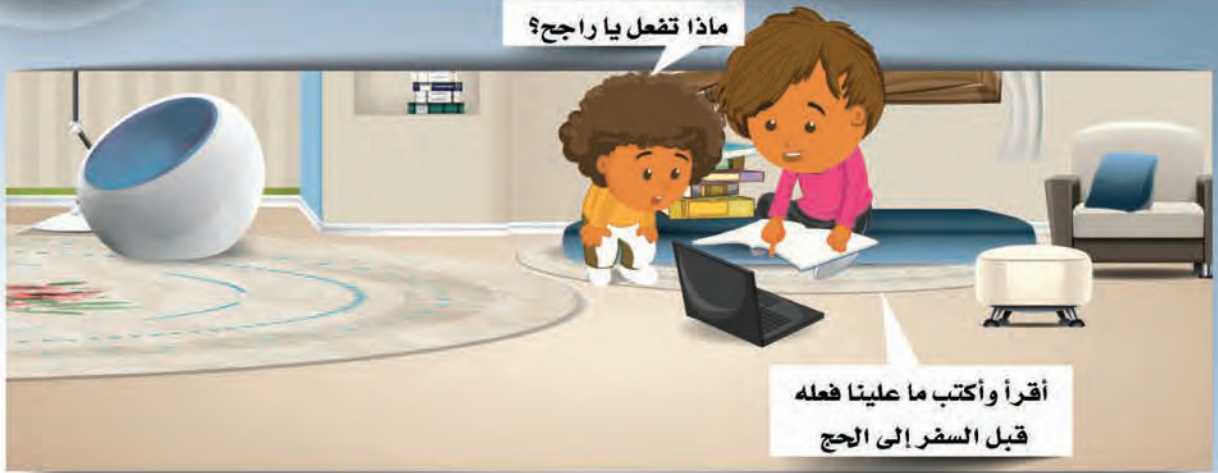 ماذا تفعل يا راجح؟
أقرأ وأكتب ما علينا فعله
قبل السفر إلى الحج